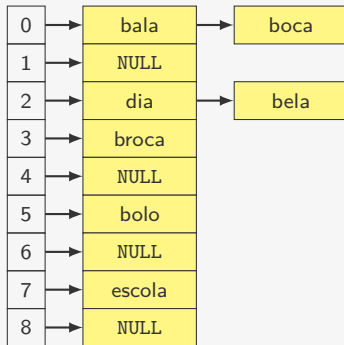 0 bala boca
1 NULL
2 dia bela
3 broca
4 NULL
5 bolo
6 NULL
7 escola
8 NULL